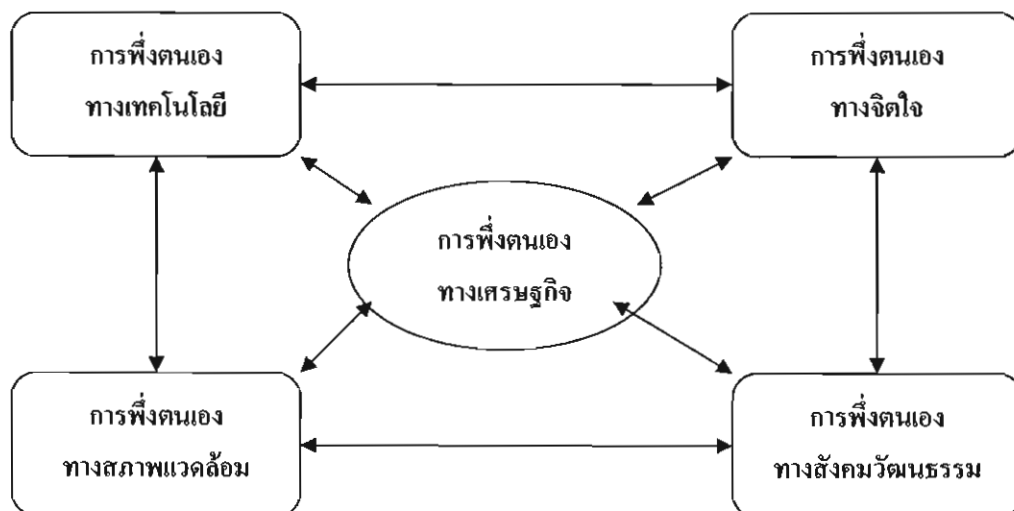 การพึ่งตนเอง
ทางเทคโนโลยี
การพึ่งตนเอง
ทางจิตใจ
การพึ่งตนเอง
ทางเศรษฐกิจ
การพึ่งตนเอง
ทางสภาพแวดล้อม
การพึ่งตนเอง
ทางสังคมวัฒนธรรม